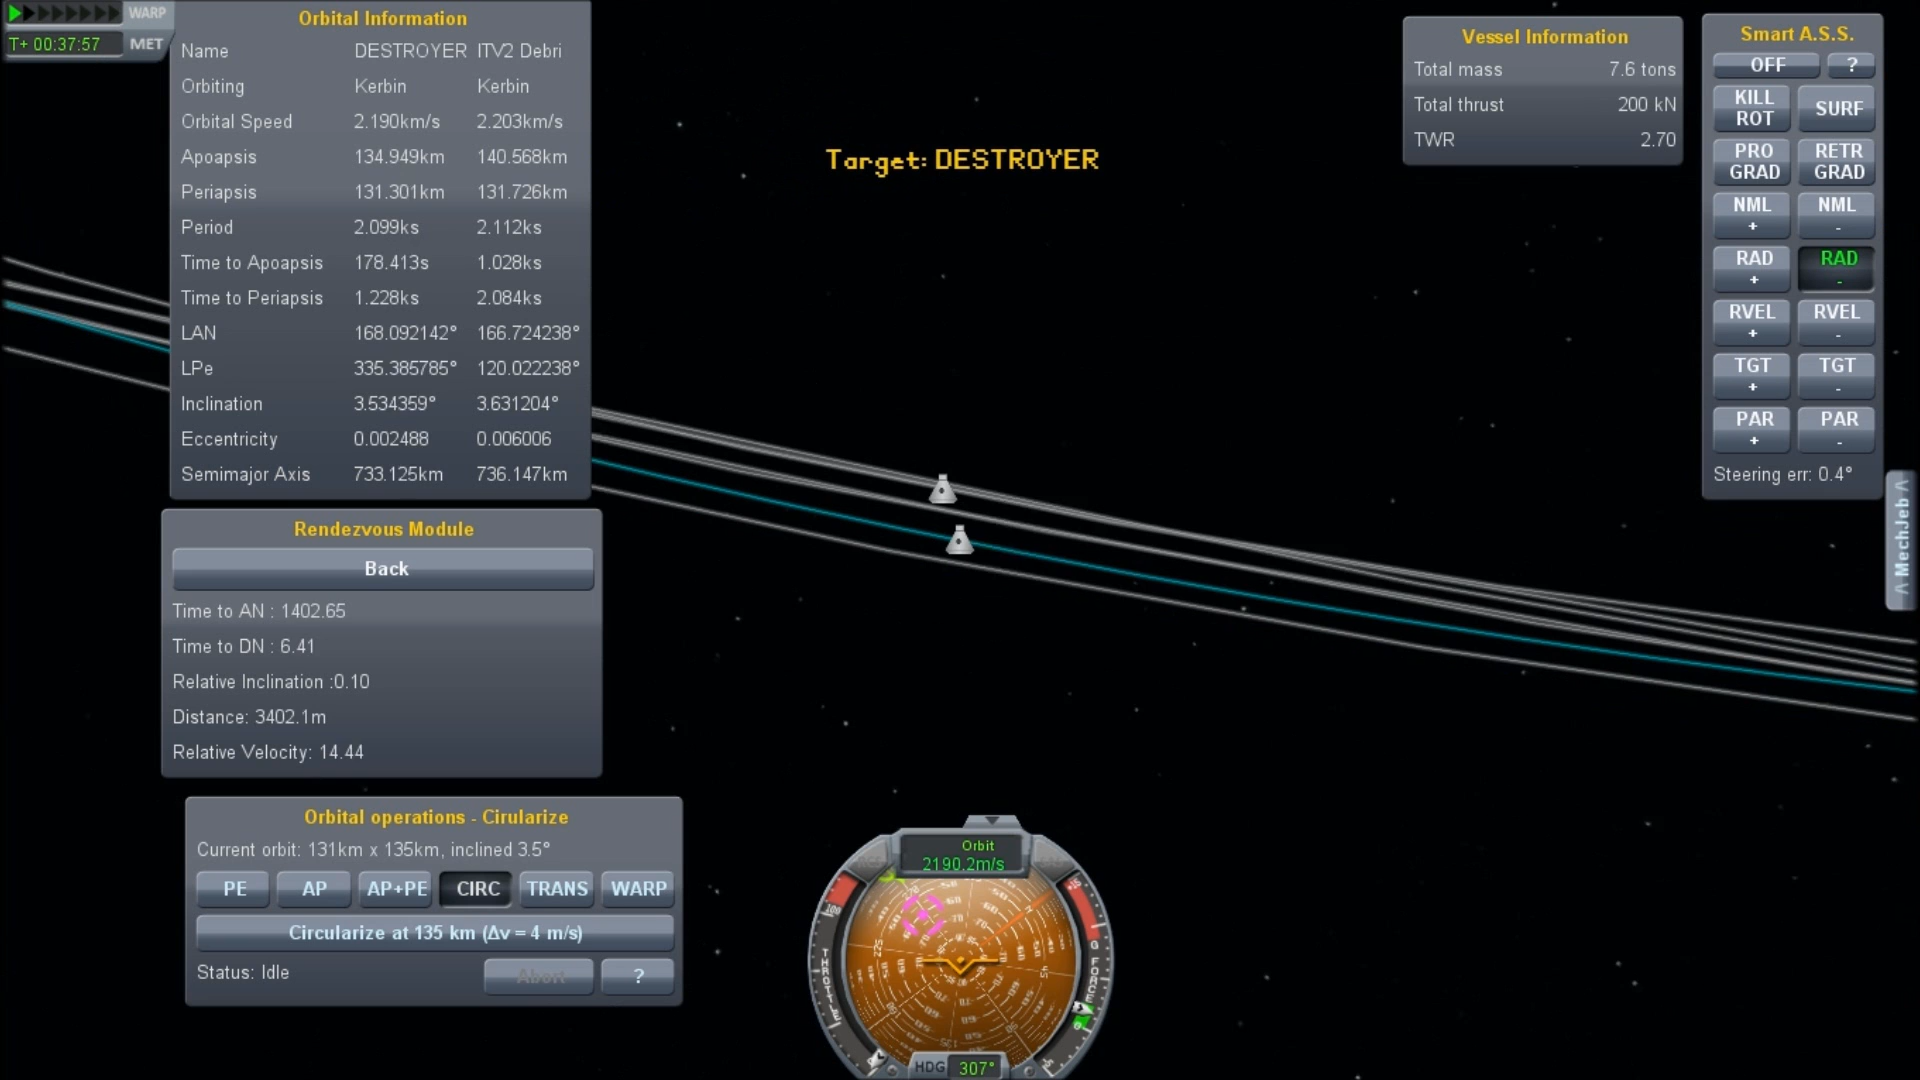 WARP
T+ 00:37:57 MET
Orbital Information
Name DESTROYER ITV2 Debri
Orbiting Kerbin Kerbin
Orbital Speed 2.190km/s 2.203km/s
Apoapsis 134.949km 140.568km
Periapsis 131.301km 131.726km
Period 2.099ks 2.112ks
Time to Apoapsis 178.413s 1.028ks
Time to Periapsis 1.228ks 2.084ks
LAN 168.092142° 166.724238°
LPe 335.385785° 120.022238°
Inclination 3.534359° 3.631204°
Eccentricity 0.002488 0.006006
Semimajor Axis 733.125km 736.147km
Rendezvous Module
Back
Time to AN : 1402.65
Time to DN : 6.41
Relative Inclination :0.10
Distance: 3402.1m
Relative Velocity: 14.44
Orbital operations - Cirularize
Current orbit: 131km x 135km, inclined 3.5°
PE AP AP+PE CIRC TRANS WARP
Circularize at 135 km (Δv = 4 m/s)
Status: Idle Abort ?
Target: DESTROYER
Vessel Information
Total mass 7.6 tons
Total thrust 200 kN
TWR 2.70
Smart A.S.S.
OFF ?
KILL ROT SURF
PRO GRAD RETR GRAD
NML + NML -
RAD + RAD -
RVEL + RVEL -
TGT + TGT -
PAR + PAR -
Steering err: 0.4°
Λ MechJeb Λ
Orbit
2190.2m/s
THROTTLE
G FORCE
HDG 307°